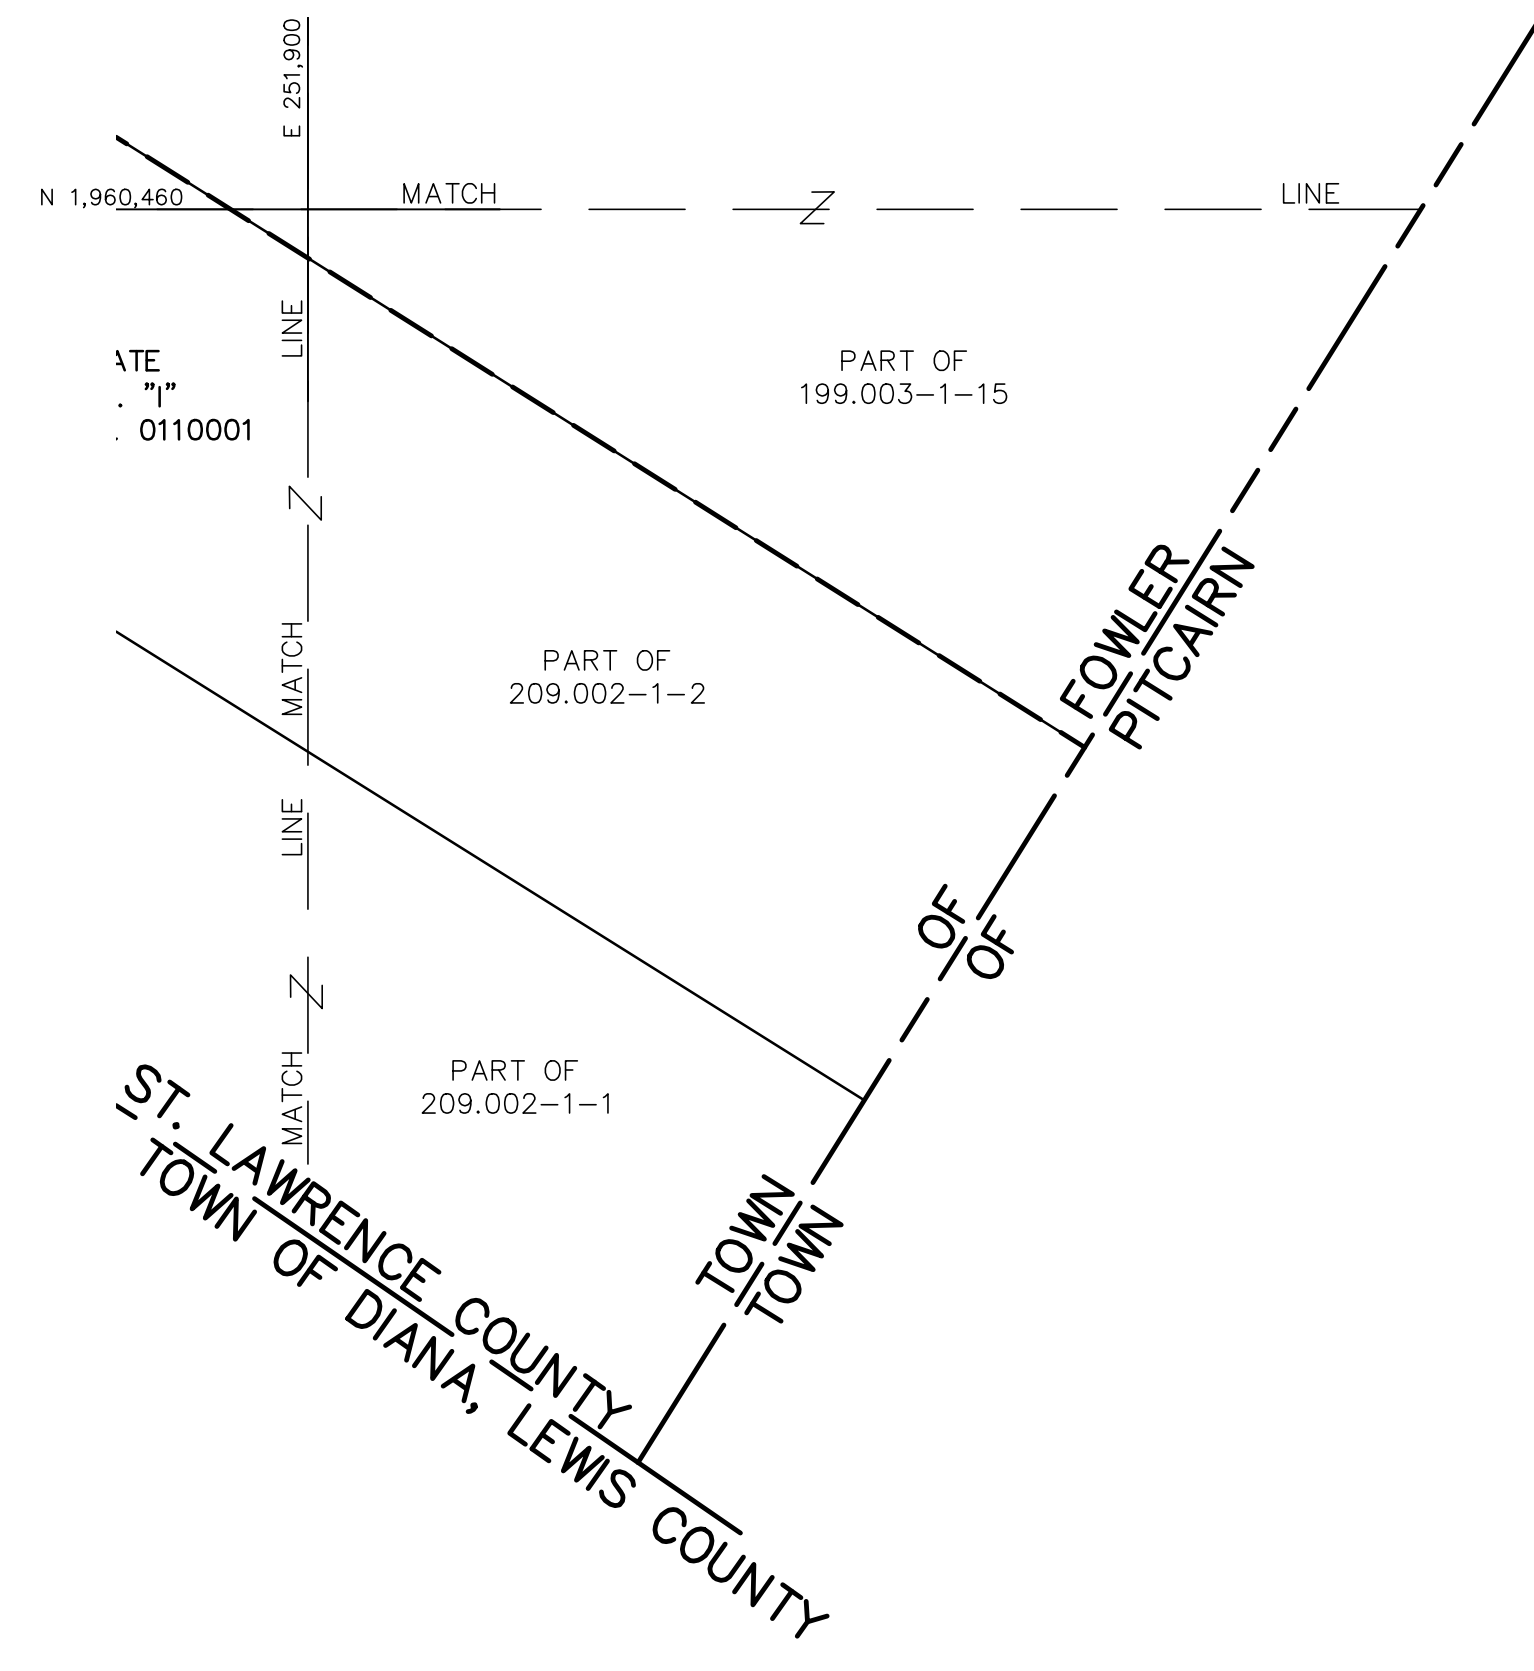 E 251,900
N 1,960,460
MATCH LINE
LINE
"I"
0110001
PART OF
199.003-1-15
MATCH
PART OF
209.002-1-2
TOWN OF FOWLER
TOWN OF PITCAIRN
LINE
MATCH
PART OF
209.002-1-1
ST. LAWRENCE COUNTY
TOWN OF DIANA, LEWIS COUNTY